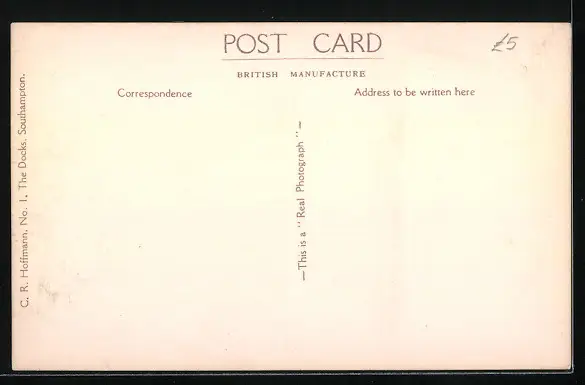 POST CARD
£5
BRITISH MANUFACTURE
Correspondence
Address to be written here
—This is a "Real Photograph"—
C. R. Hoffmann, No. 1, The Docks, Southampton.